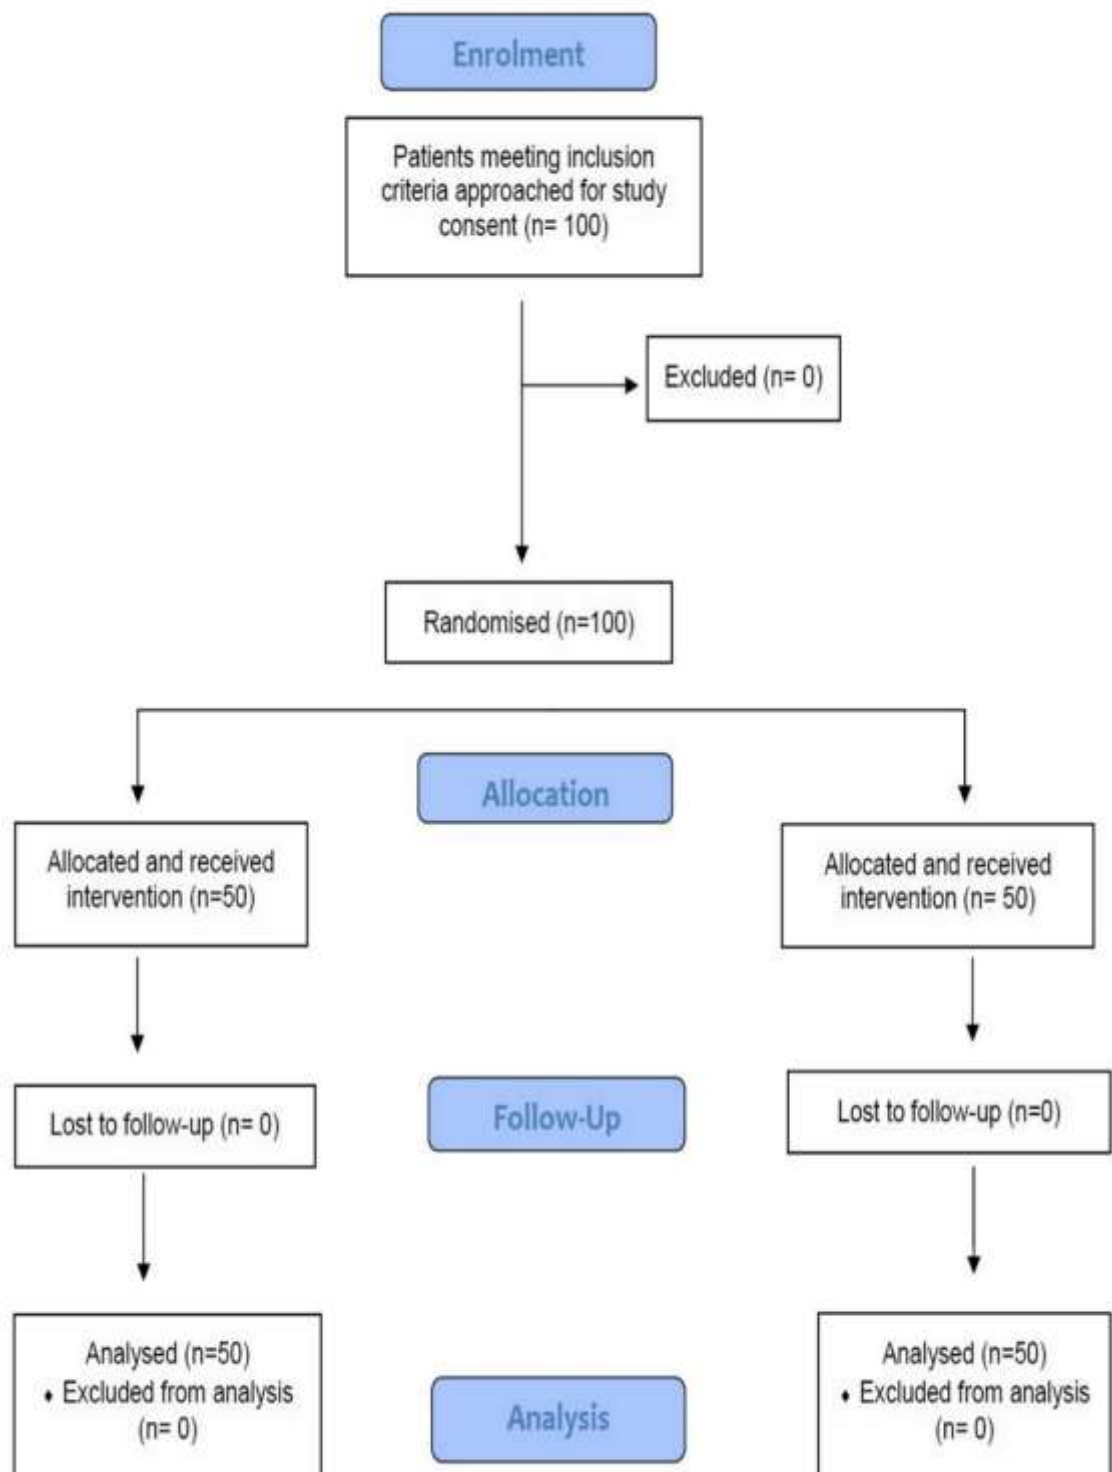 Enrolment
Patients meeting inclusion
criteria approached for study
consent (n= 100)
Excluded (n= 0)
Randomised (n=100)
Allocation
Allocated and received
intervention (n=50)
Allocated and received
intervention (n= 50)
Follow-Up
Lost to follow-up (n= 0)
Lost to follow-up (n=0)
Analysed (n=50)
♦ Excluded from analysis
(n= 0)
Analysis
Analysed (n=50)
♦ Excluded from analysis
(n= 0)